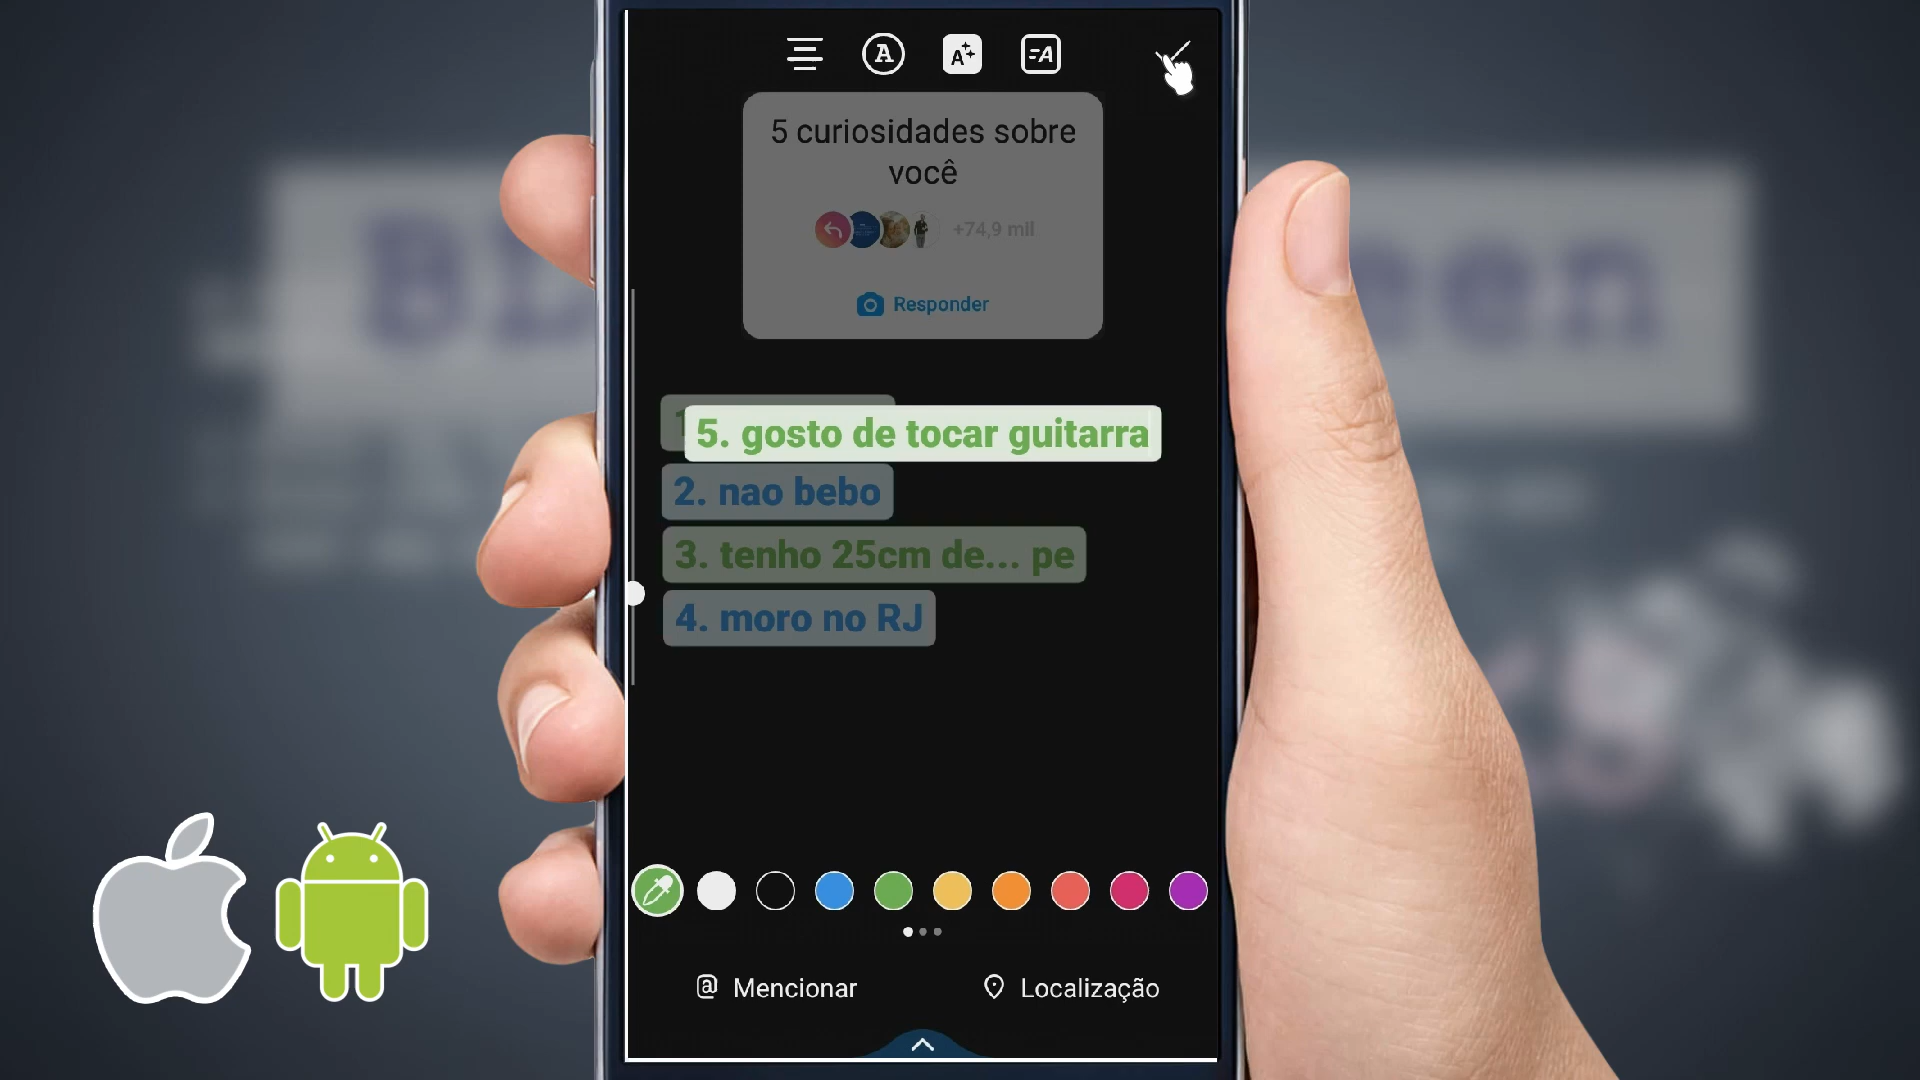 5 curiosidades sobre
você
+74,9 mil
Responder
5. gosto de tocar guitarra
2. nao bebo
3. tenho 25cm de... pe
4. moro no RJ
@ Mencionar
Localização